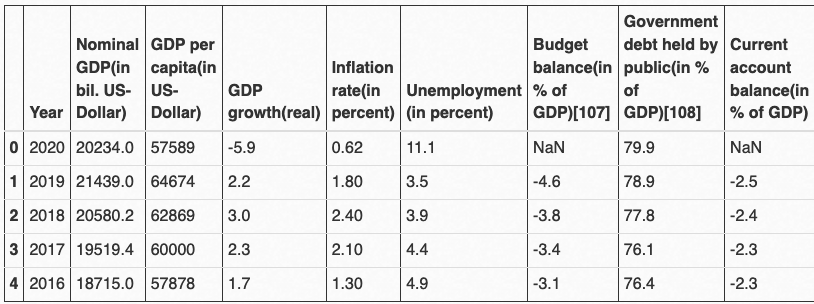 Nominal GDP per Budget Government
GDP(in capita(in Inflation balance(in debt held by Current
bil. US- US- GDP rate(in Unemployment % of public(in % account
Year Dollar) Dollar) growth(real) percent) (in percent) GDP)[107] of GDP)[108] balance(in % of GDP)
0 2020 20234.0 57589 -5.9 0.62 11.1 NaN 79.9 NaN
1 2019 21439.0 64674 2.2 1.80 3.5 -4.6 78.9 -2.5
2 2018 20580.2 62869 3.0 2.40 3.9 -3.8 77.8 -2.4
3 2017 19519.4 60000 2.3 2.10 4.4 -3.4 76.1 -2.3
4 2016 18715.0 57878 1.7 1.30 4.9 -3.1 76.4 -2.3